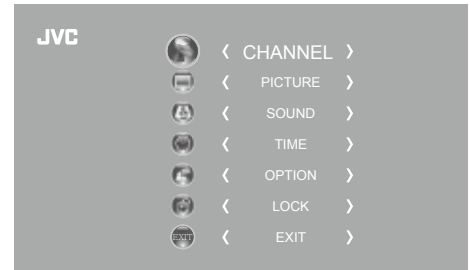 JVC
CHANNEL
PICTURE
SOUND
TIME
OPTION
LOCK
EXIT EXIT